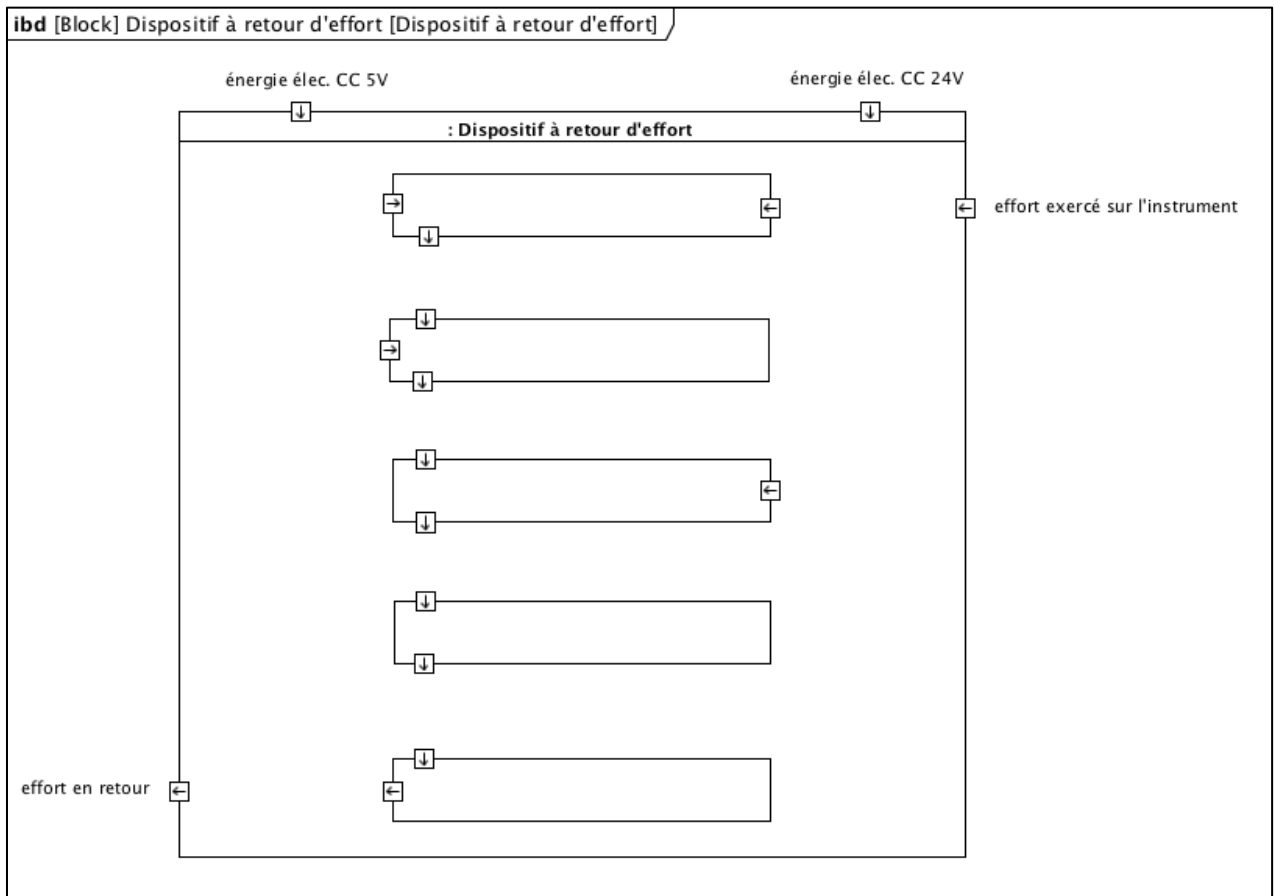 ibd [Block] Dispositif à retour d'effort [Dispositif à retour d'effort]
énergie élec. CC 5V
énergie élec. CC 24V
: Dispositif à retour d'effort
effort exercé sur l'instrument
effort en retour